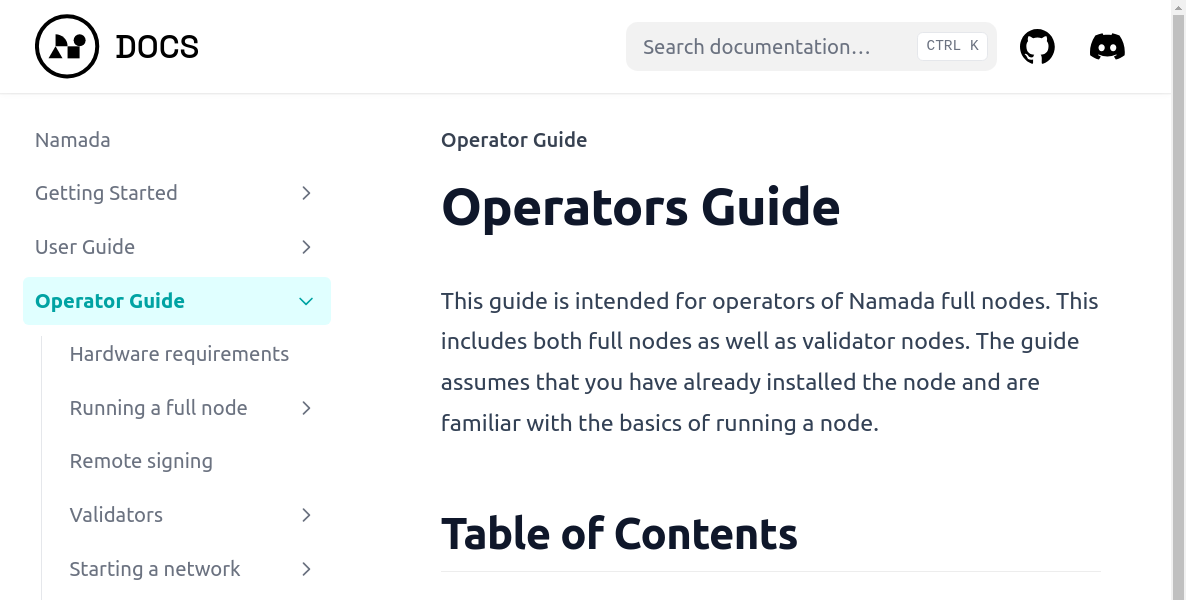 DOCS
Search documentation…
CTRL K
Namada
Getting Started
User Guide
Operator Guide
Hardware requirements
Running a full node
Remote signing
Validators
Starting a network
Operator Guide
Operators Guide
This guide is intended for operators of Namada full nodes. This
includes both full nodes as well as validator nodes. The guide
assumes that you have already installed the node and are
familiar with the basics of running a node.
Table of Contents